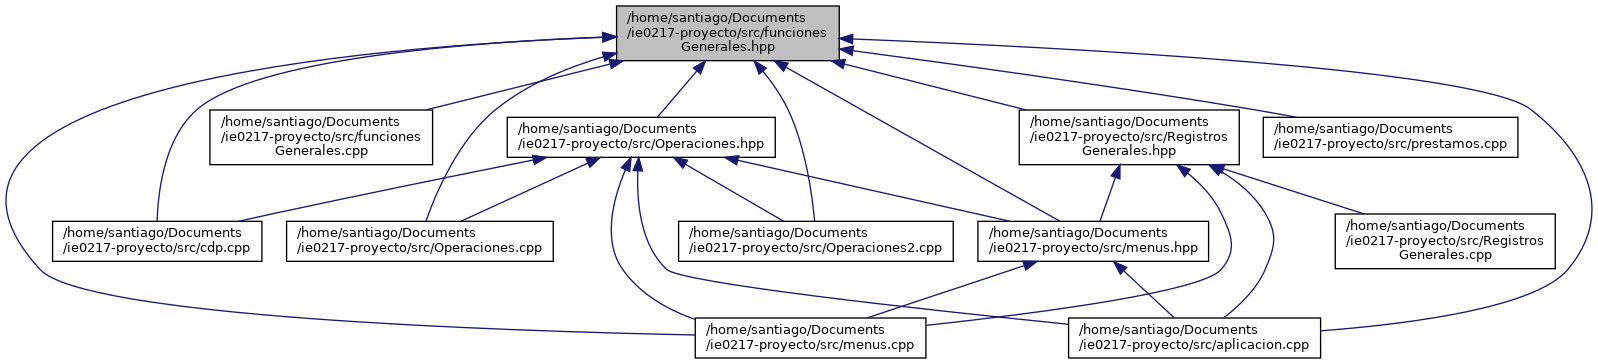 /home/santiago/Documents
/ie0217-proyecto/src/funciones
Generales.hpp
/home/santiago/Documents
/ie0217-proyecto/src/funciones
Generales.cpp
/home/santiago/Documents
/ie0217-proyecto/src/Operaciones.hpp
/home/santiago/Documents
/ie0217-proyecto/src/Registros
Generales.hpp
/home/santiago/Documents
/ie0217-proyecto/src/prestamos.cpp
/home/santiago/Documents
/ie0217-proyecto/src/cdp.cpp
/home/santiago/Documents
/ie0217-proyecto/src/Operaciones.cpp
/home/santiago/Documents
/ie0217-proyecto/src/Operaciones2.cpp
/home/santiago/Documents
/ie0217-proyecto/src/menus.hpp
/home/santiago/Documents
/ie0217-proyecto/src/Registros
Generales.cpp
/home/santiago/Documents
/ie0217-proyecto/src/menus.cpp
/home/santiago/Documents
/ie0217-proyecto/src/aplicacion.cpp